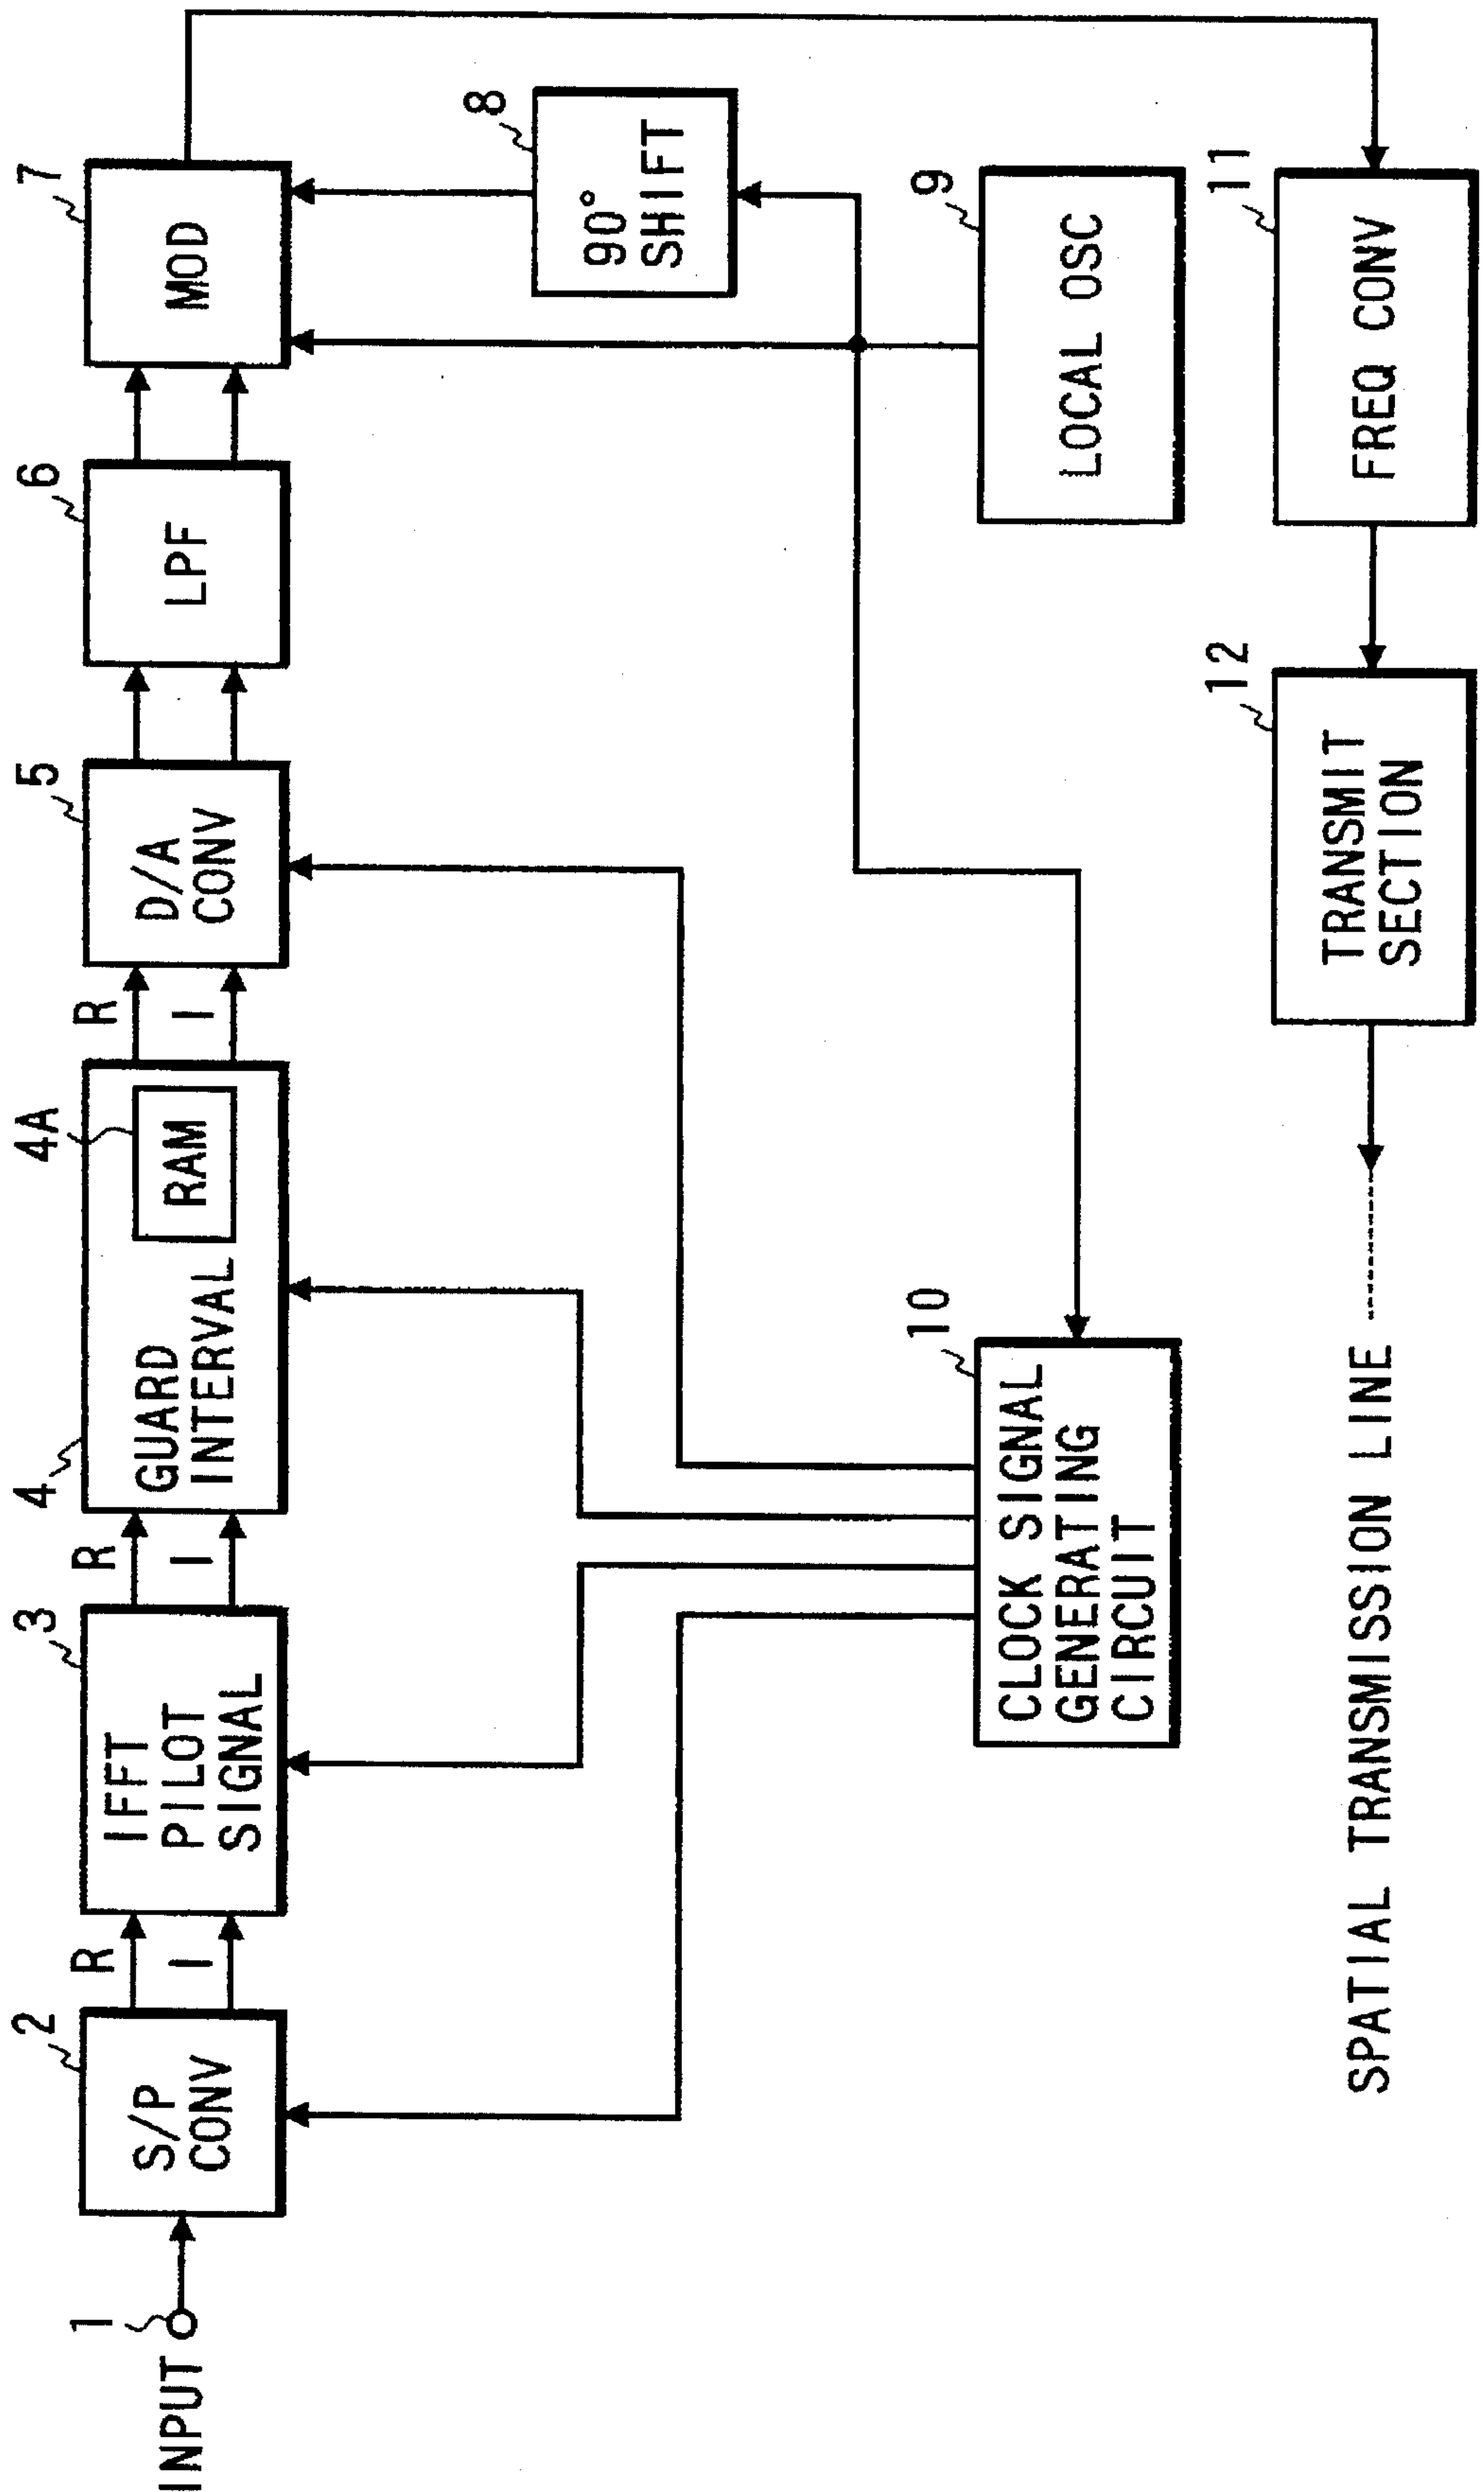 INPUT
1
2
S/P
CONV
R
I
3
IFFT
PILOT
SIGNAL
R
I
4
GUARD
INTERVAL
4A
RAM
R
I
5
D/A
CONV
6
LPF
7
MOD
8
90°
SHIFT
9
LOCAL OSC
10
CLOCK SIGNAL
GENERATING
CIRCUIT
11
FREQ CONV
12
TRANSMIT
SECTION
SPATIAL TRANSMISSION LINE